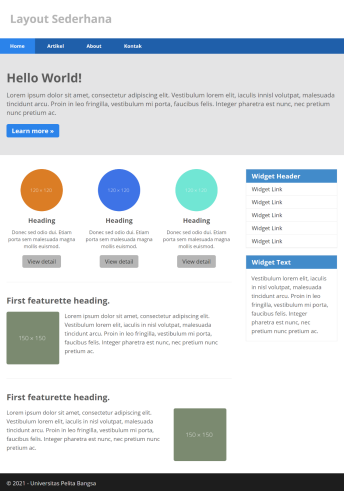 Layout Sederhana
Home Artikel About Kontak
Hello World!
Lorem ipsum dolor sit amet, consectetur adipiscing elit. Vestibulum lorem elit, iaculis innisl volutpat, malesuada
tincidunt arcu. Proin in leo fringilla, vestibulum mi porta, faucibus felis. Integer pharetra est nunc, nec pretium
nunc pretium ac.
Learn more »
120 x 120
Heading
Donec sed odio dui. Etiam
porta sem malesuada magna
mollis euismod.
View detail
120 x 120
Heading
Donec sed odio dui. Etiam
porta sem malesuada magna
mollis euismod.
View detail
120 x 120
Heading
Donec sed odio dui. Etiam
porta sem malesuada magna
mollis euismod.
View detail
First featurette heading.
150 x 150
Lorem ipsum dolor sit amet, consectetur adipiscing elit.
Vestibulum lorem elit, iaculis nisl volutpat, malesuada
tincidunt arcu. Proin in leo fringilla, vestibulum mi porta,
faucibus felis. Integer pharetra est nunc, nec pretium nunc
pretium ac.
First featurette heading.
Lorem ipsum dolor sit amet, consectetur adipiscing elit.
Vestibulum lorem elit, iaculis nisl volutpat, malesuada
tincidunt arcu. Proin in leo fringilla, vestibulum mi porta,
faucibus felis. Integer pharetra est nunc, nec pretium nunc
pretium ac.
150 x 150
Widget Header
Widget Link
Widget Link
Widget Link
Widget Link
Widget Link
Widget Text
Vestibulum lorem elit, iaculis
nisl volutpat, malesuada
tincidunt arcu. Proin in leo
fringilla, vestibulum mi porta,
faucibus felis. Integer
pharetra est nunc, nec
pretium nunc pretium ac.
© 2021 - Universitas Pelita Bangsa